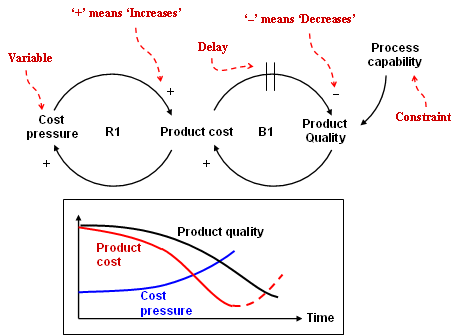 ‘+’ means ‘Increases’
‘–’ means ‘Decreases’
Delay
Process
capability
Variable
+
–
Cost
pressure
R1
Product cost
B1
Product
Quality
Constraint
+
+
Product quality
Product
cost
Cost
pressure
Time